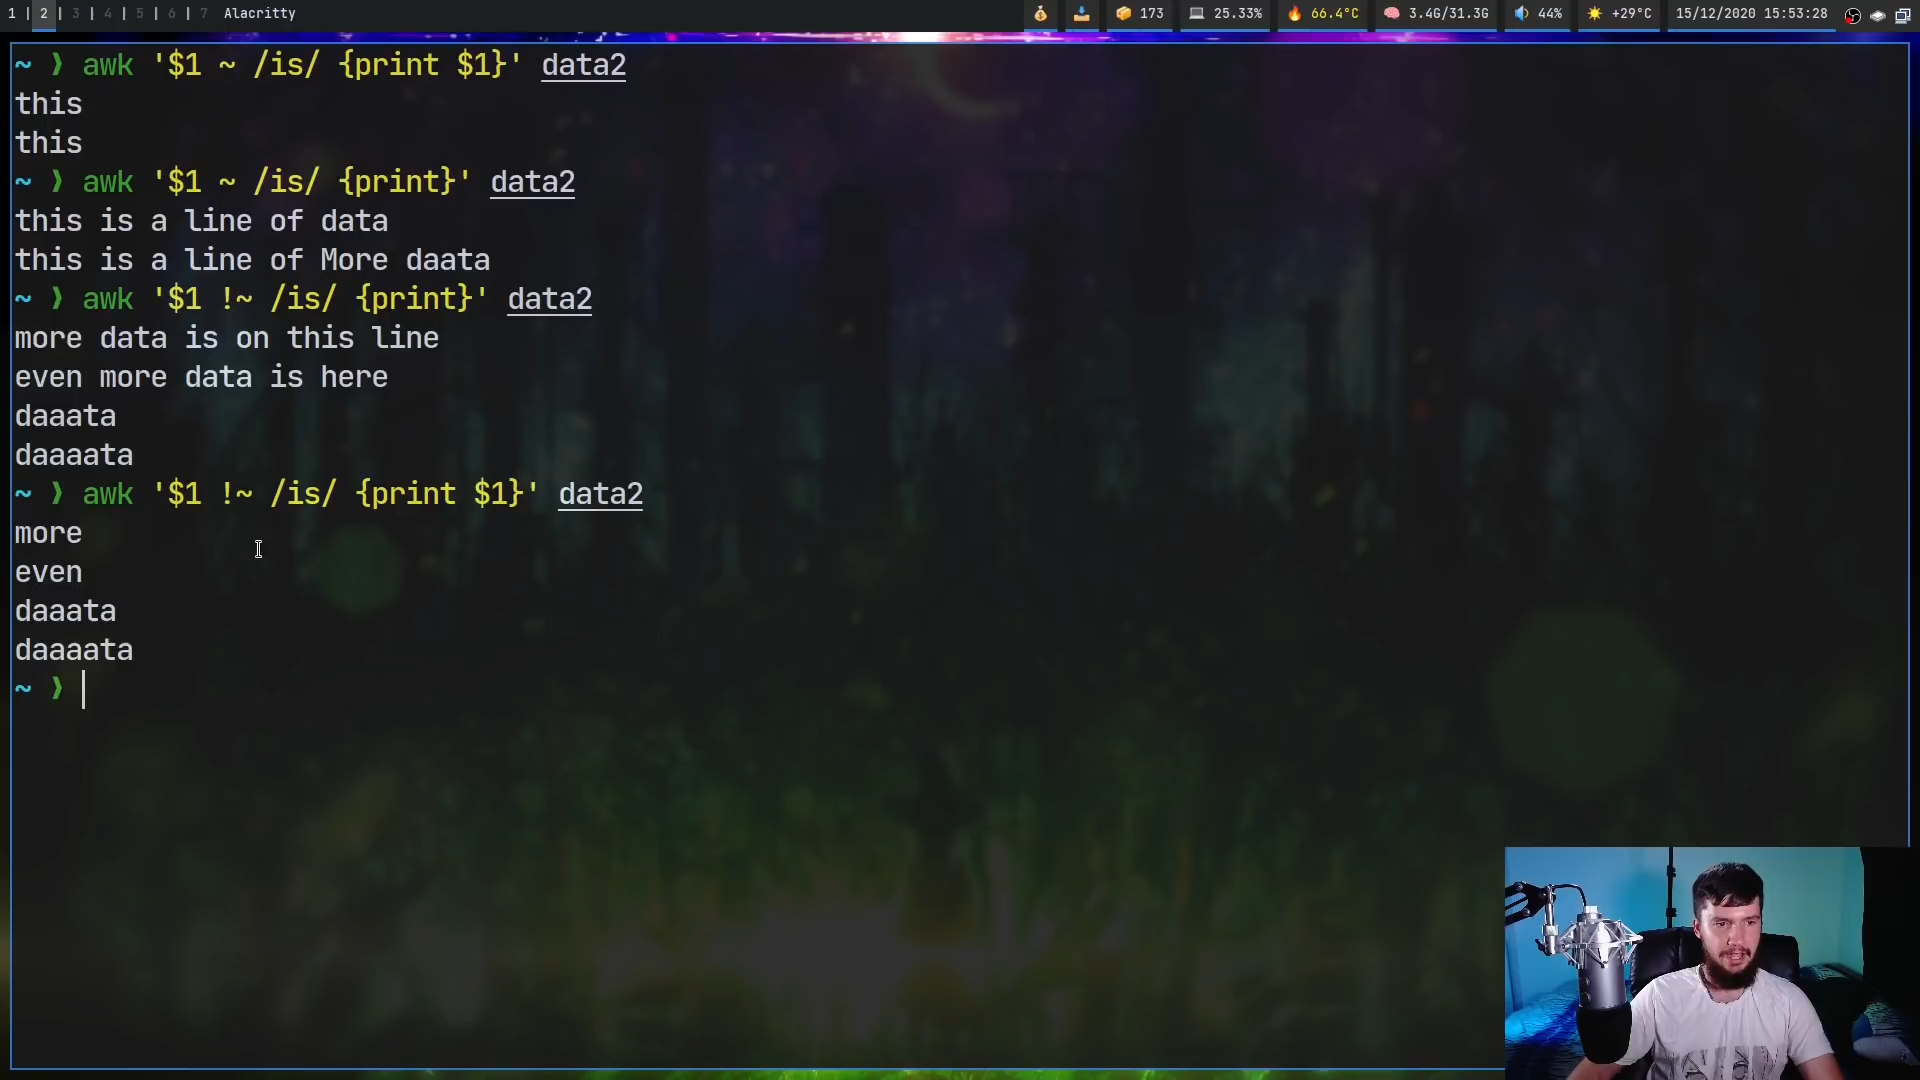 1 | 2 | 3 | 4 | 5 | 6 | 7 Alacritty 173 25.33% 66.4°C 3.4G/31.3G 44% +29°C 15/12/2020 15:53:28
~ ❯ awk '$1 ~ /is/ {print $1}' data2
this
this
~ ❯ awk '$1 ~ /is/ {print}' data2
this is a line of data
this is a line of More daata
~ ❯ awk '$1 !~ /is/ {print}' data2
more data is on this line
even more data is here
daaata
daaaata
~ ❯ awk '$1 !~ /is/ {print $1}' data2
more
even
daaata
daaaata
~ ❯